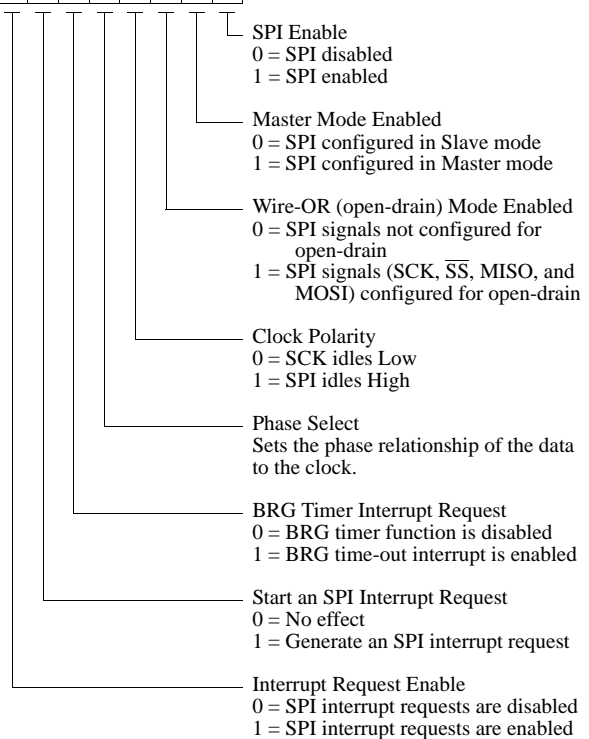 SPI Enable
0 = SPI disabled
1 = SPI enabled
Master Mode Enabled
0 = SPI configured in Slave mode
1 = SPI configured in Master mode
Wire-OR (open-drain) Mode Enabled
0 = SPI signals not configured for
open-drain
1 = SPI signals (SCK, S̅S̅, MISO, and
MOSI) configured for open-drain
Clock Polarity
0 = SCK idles Low
1 = SPI idles High
Phase Select
Sets the phase relationship of the data
to the clock.
BRG Timer Interrupt Request
0 = BRG timer function is disabled
1 = BRG time-out interrupt is enabled
Start an SPI Interrupt Request
0 = No effect
1 = Generate an SPI interrupt request
Interrupt Request Enable
0 = SPI interrupt requests are disabled
1 = SPI interrupt requests are enabled